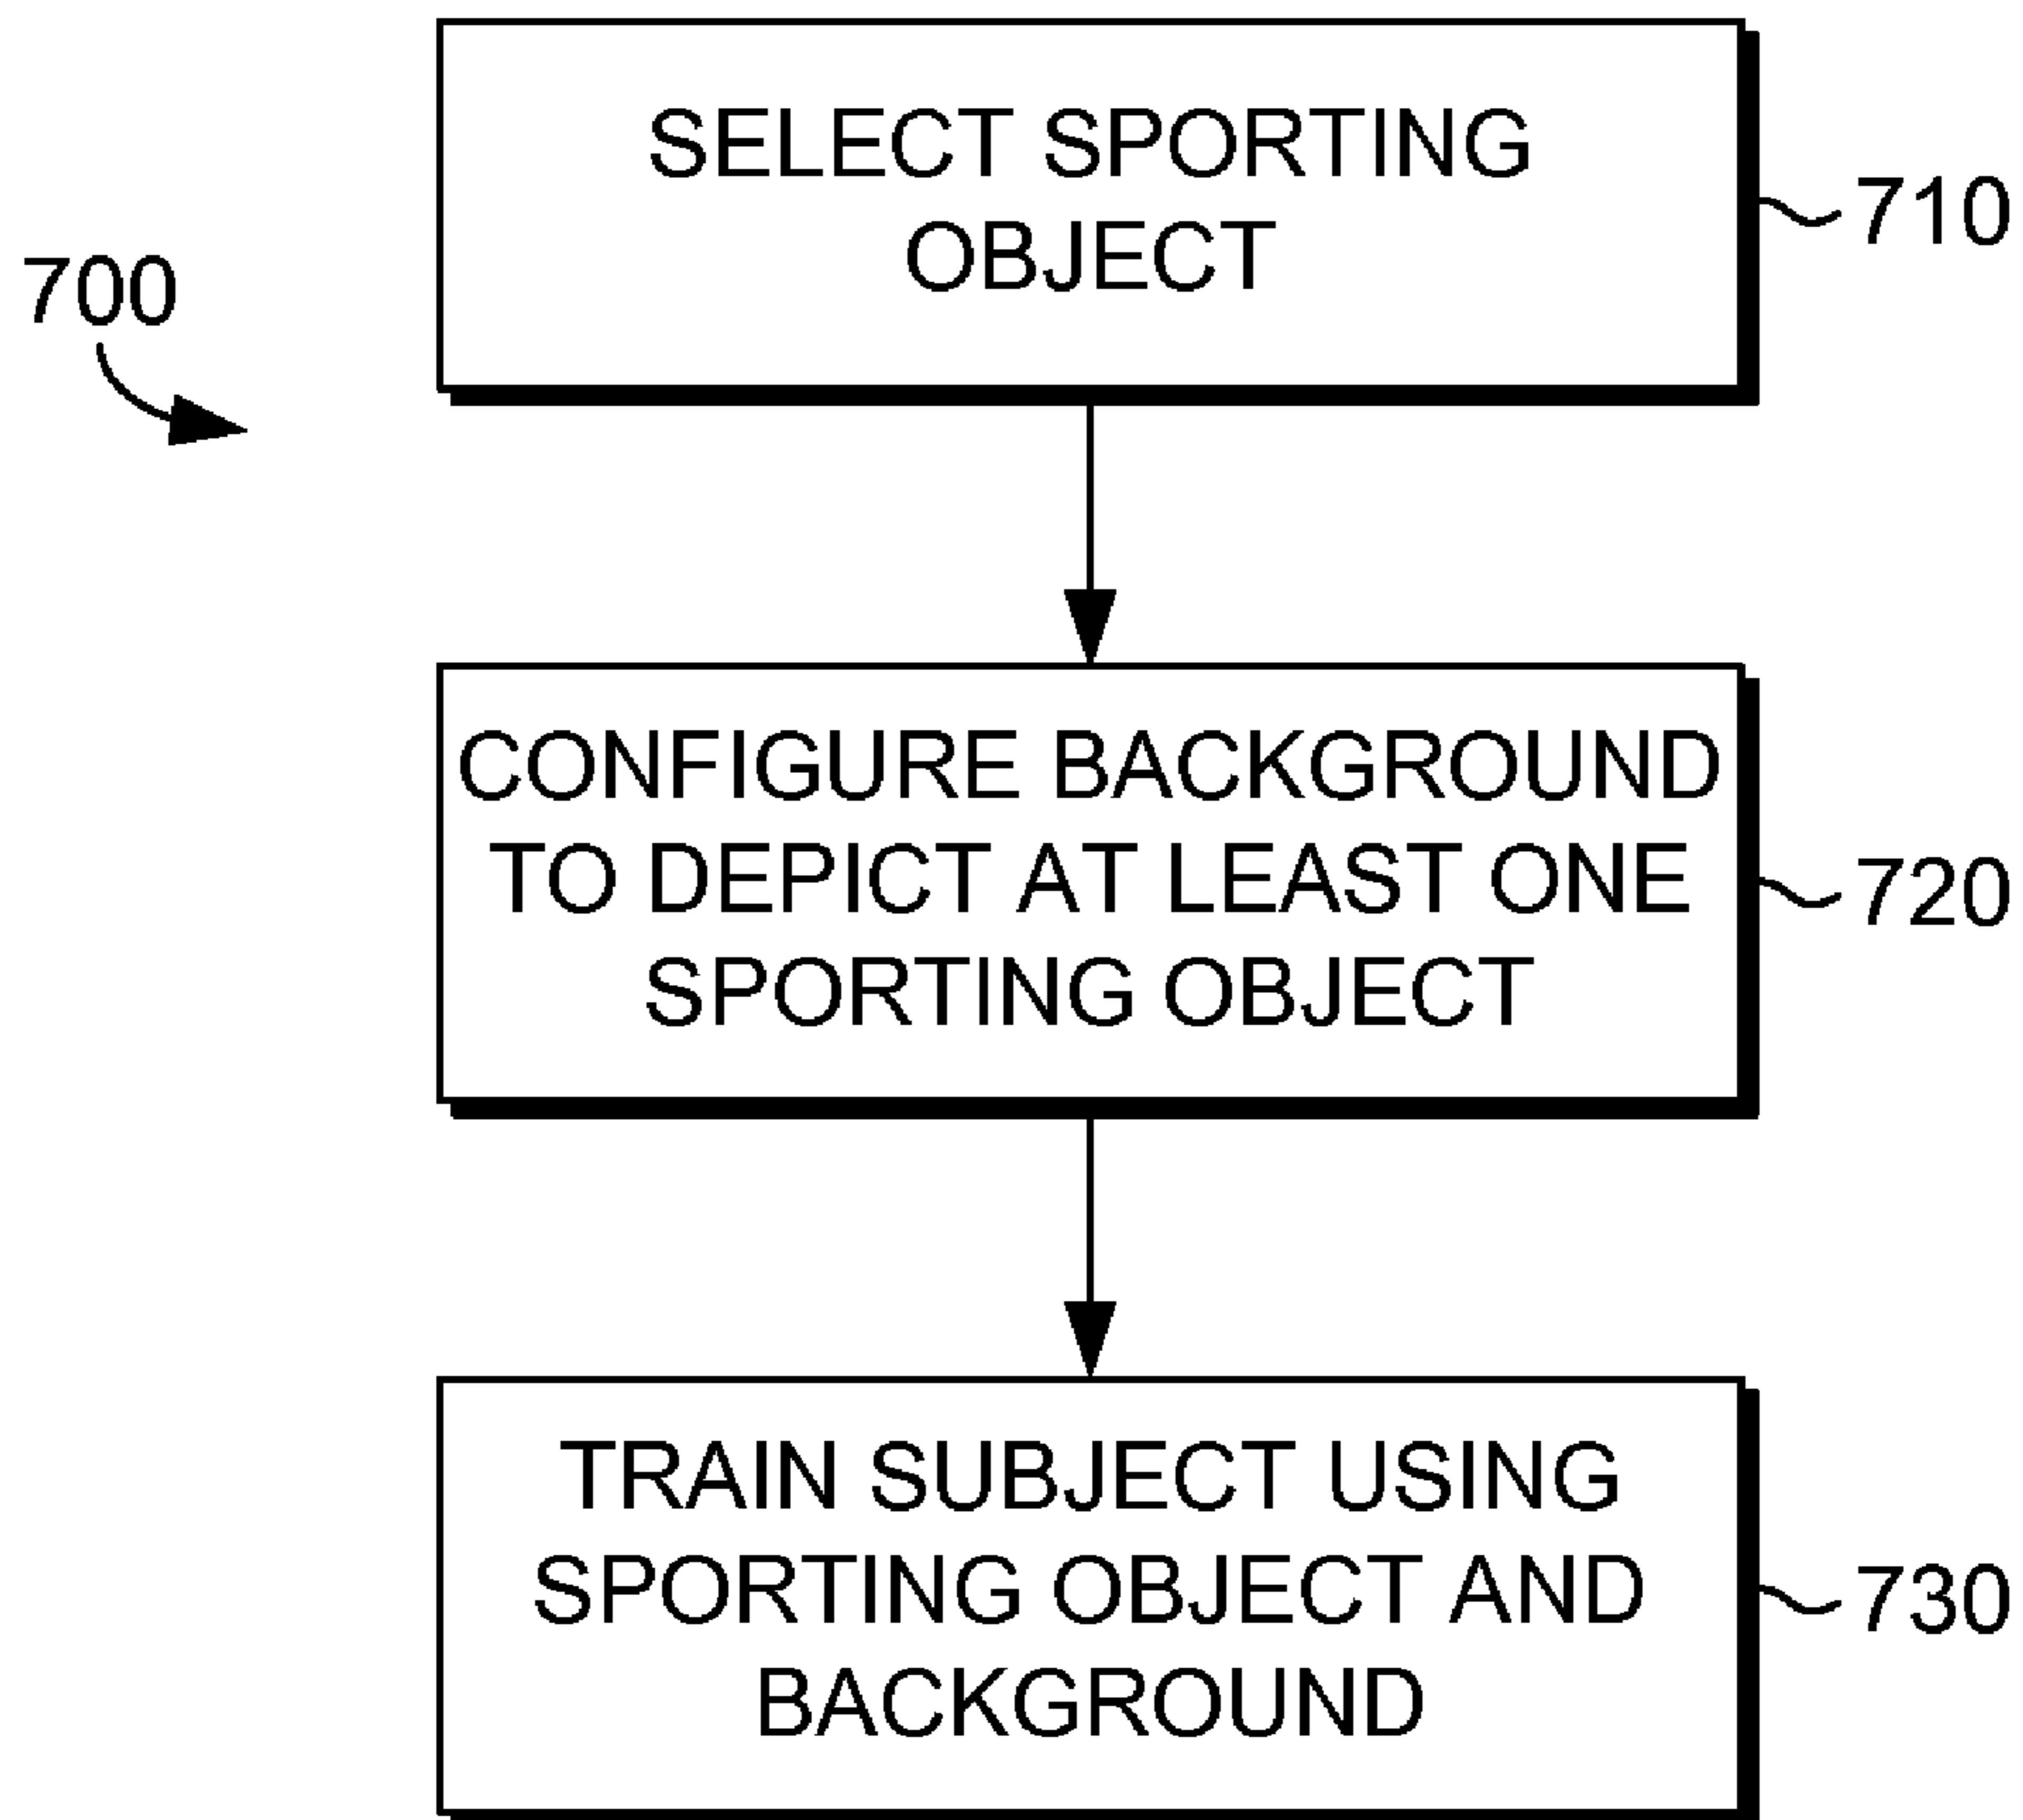 SELECT SPORTING
OBJECT
710
700
CONFIGURE BACKGROUND
TO DEPICT AT LEAST ONE
SPORTING OBJECT
720
TRAIN SUBJECT USING
SPORTING OBJECT AND
BACKGROUND
730